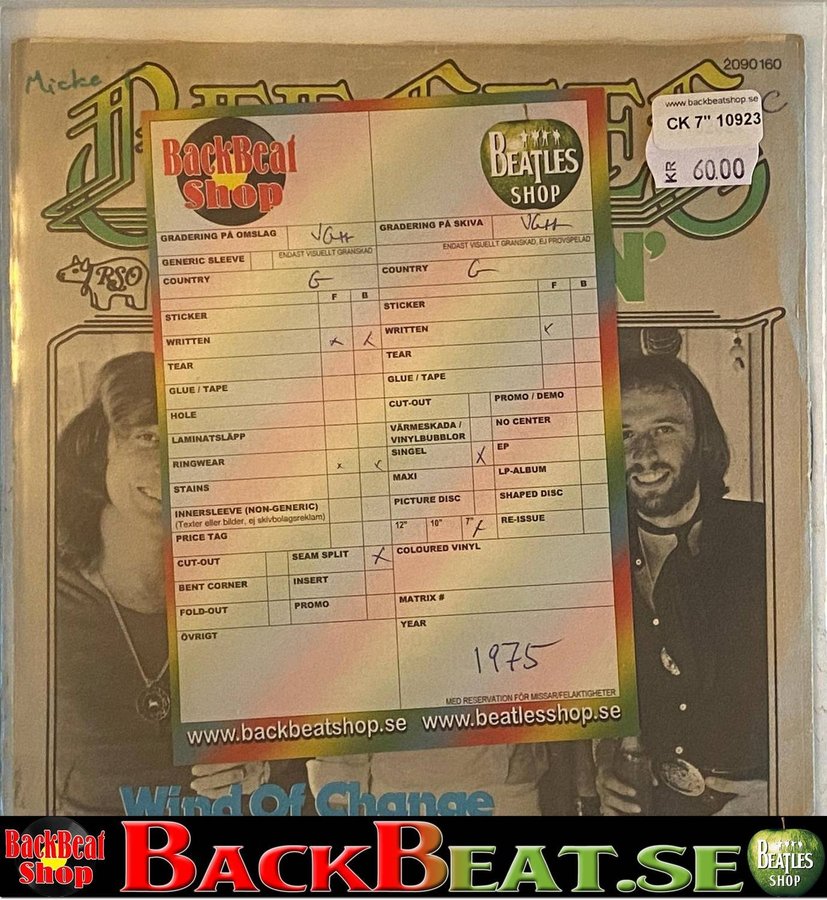 Micke
BEE GEES
2090160
www.backbeatshop.se
CK 7" 10923
KR 60.00
C
N'
RSO
BackBeat
Shop
BEATLES
SHOP
GRADERING PÅ OMSLAG VG++
GRADERING PÅ SKIVA VG++
GENERIC SLEEVE ENDAST VISUELLT GRANSKAD
ENDAST VISUELLT GRANSKAD, EJ PROVSPELAD
COUNTRY G
COUNTRY G
F B
F B
STICKER
STICKER
WRITTEN x x
WRITTEN x
TEAR
TEAR
GLUE / TAPE
GLUE / TAPE
HOLE
CUT-OUT PROMO / DEMO
LAMINATSLÄPP
VÄRMESKADA /
VINYLBUBBLOR
NO CENTER
RINGWEAR x x
SINGEL x EP
STAINS
MAXI LP-ALBUM
INNERSLEEVE (NON-GENERIC)
(Texter eller bilder, ej skivbolagsreklam)
PICTURE DISC SHAPED DISC
PRICE TAG
12" 10" 7" x RE-ISSUE
CUT-OUT SEAM SPLIT x
COLOURED VINYL
BENT CORNER INSERT
FOLD-OUT PROMO
MATRIX #
ÖVRIGT
YEAR
1975
MED RESERVATION FÖR MISSAR/FELAKTIGHETER
www.backbeatshop.se www.beatlesshop.se
Wind Of Change
BackBeat
Shop
BACKBEAT.SE
BEATLES
SHOP